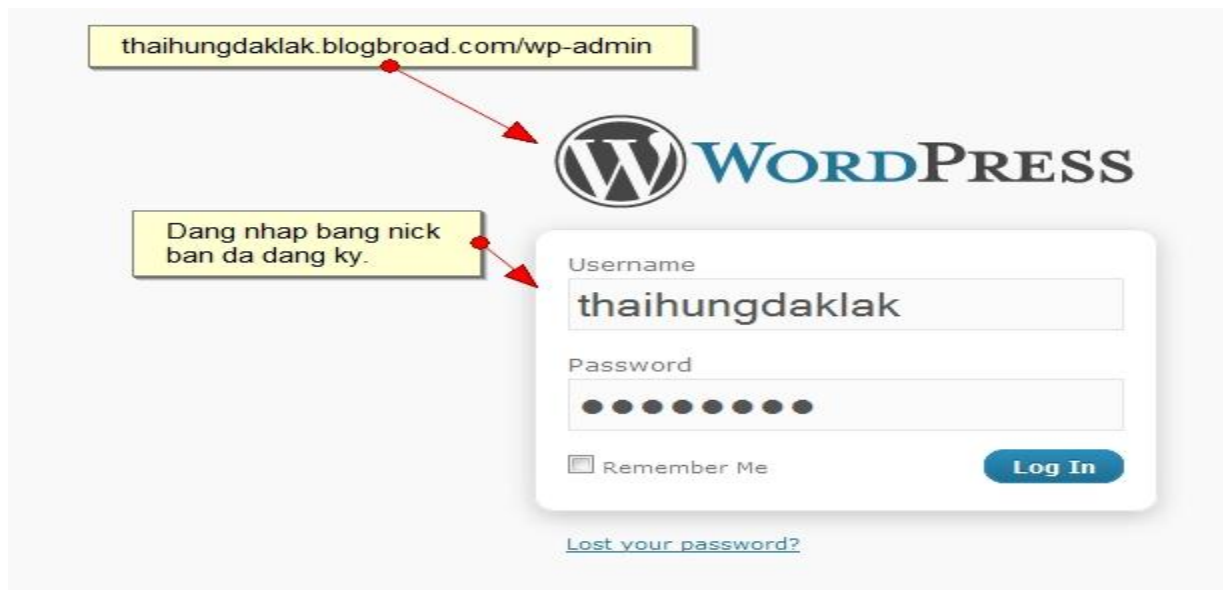 thaihungdaklak.blogbroad.com/wp-admin
WORDPRESS
Dang nhap bang nick
ban da dang ky.
Username
thaihungdaklak
Password
●●●●●●●●
Remember Me
Log In
Lost your password?